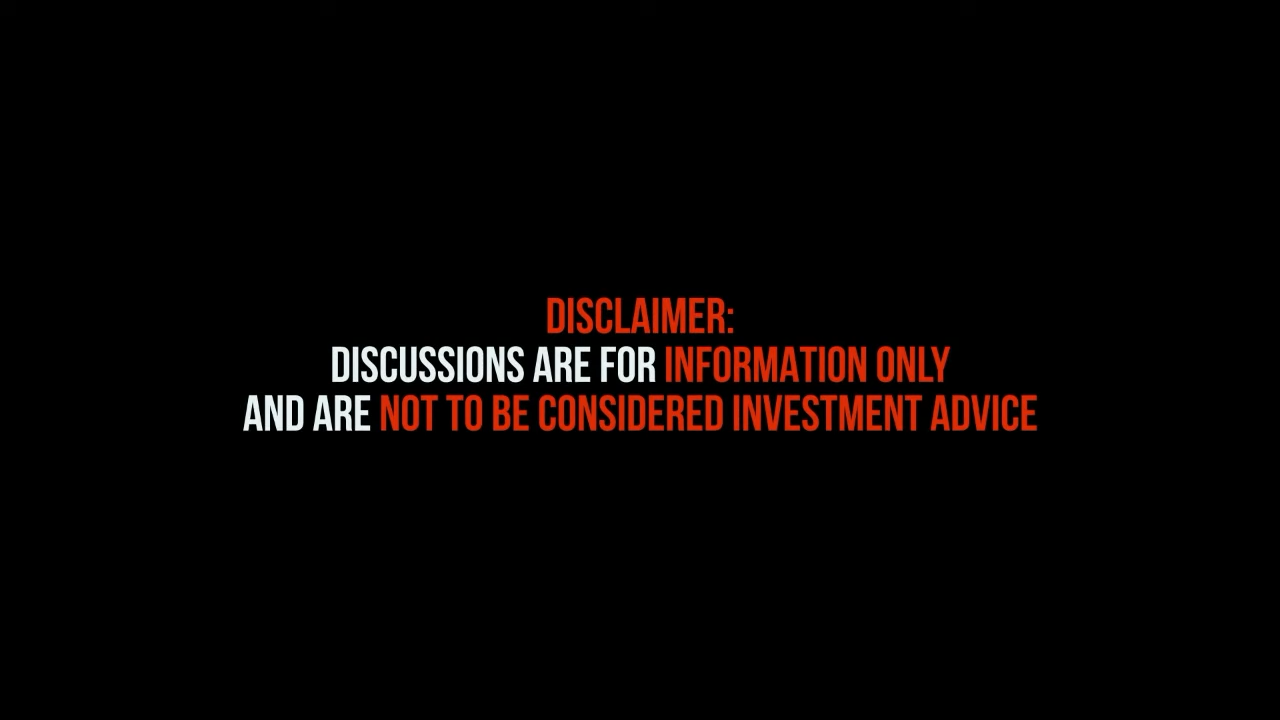 DISCLAIMER:
DISCUSSIONS ARE FOR INFORMATION ONLY
AND ARE NOT TO BE CONSIDERED INVESTMENT ADVICE